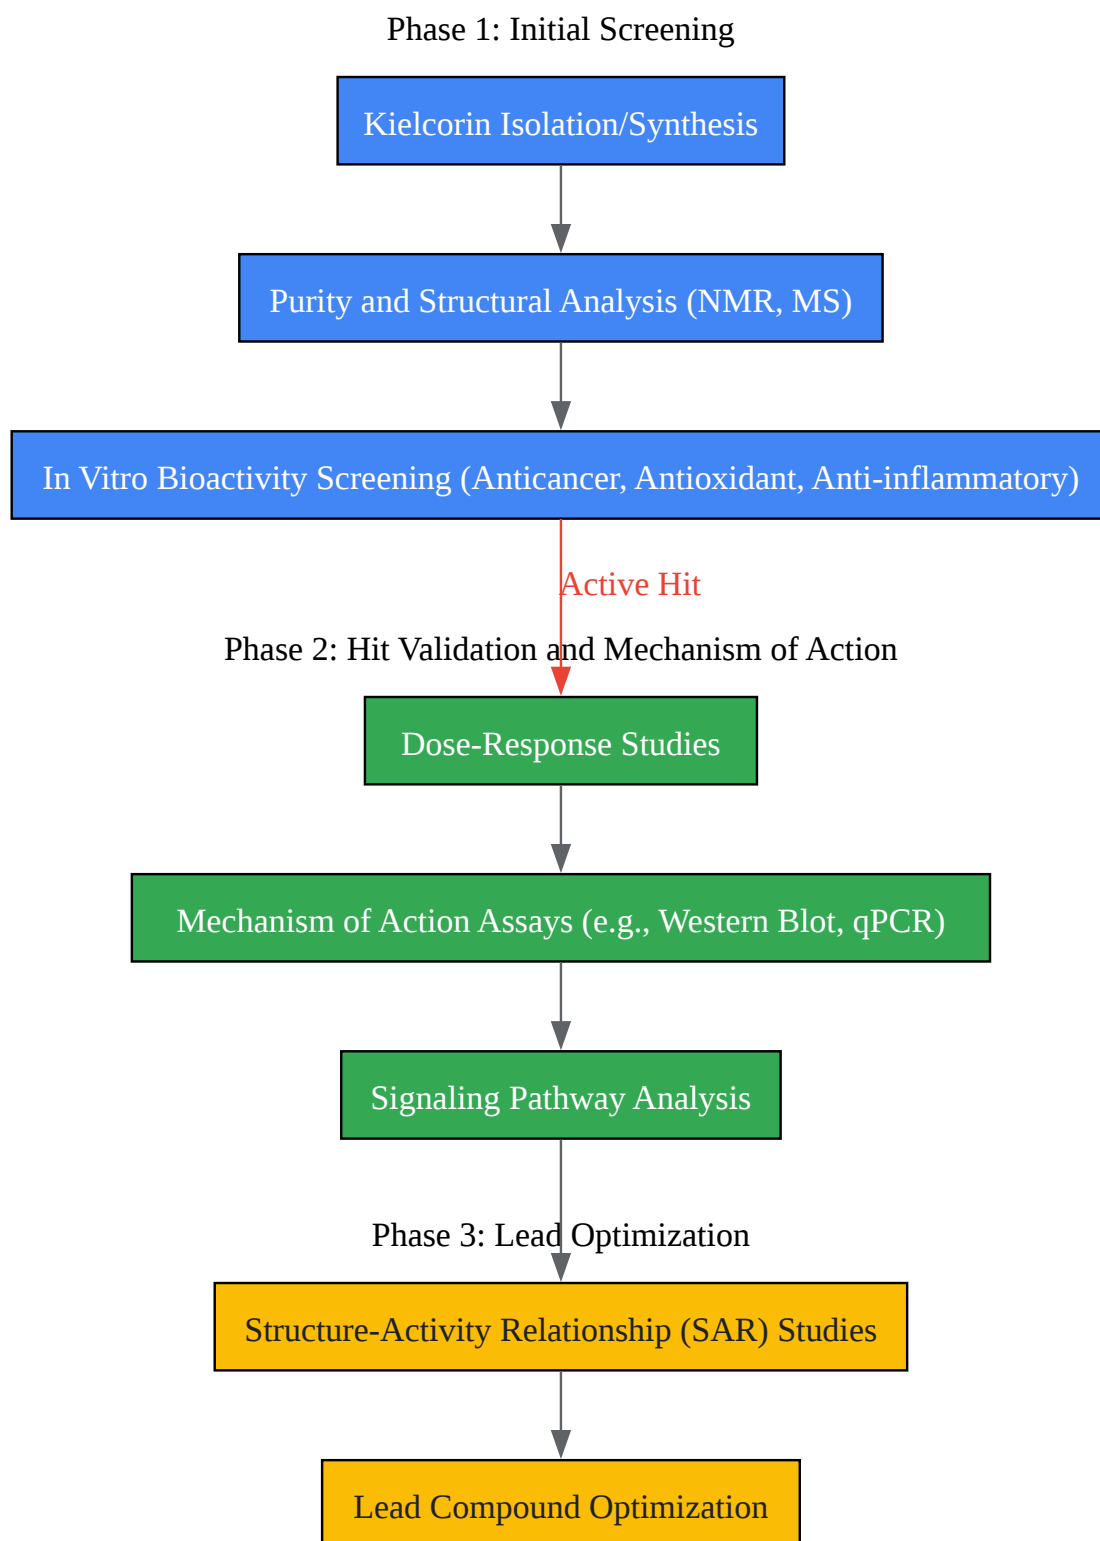 Phase 1: Initial Screening
Kielcorin Isolation/Synthesis
Purity and Structural Analysis (NMR, MS)
In Vitro Bioactivity Screening (Anticancer, Antioxidant, Anti-inflammatory)
Active Hit
Phase 2: Hit Validation and Mechanism of Action
Dose-Response Studies
Mechanism of Action Assays (e.g., Western Blot, qPCR)
Signaling Pathway Analysis
Phase 3: Lead Optimization
Structure-Activity Relationship (SAR) Studies
Lead Compound Optimization